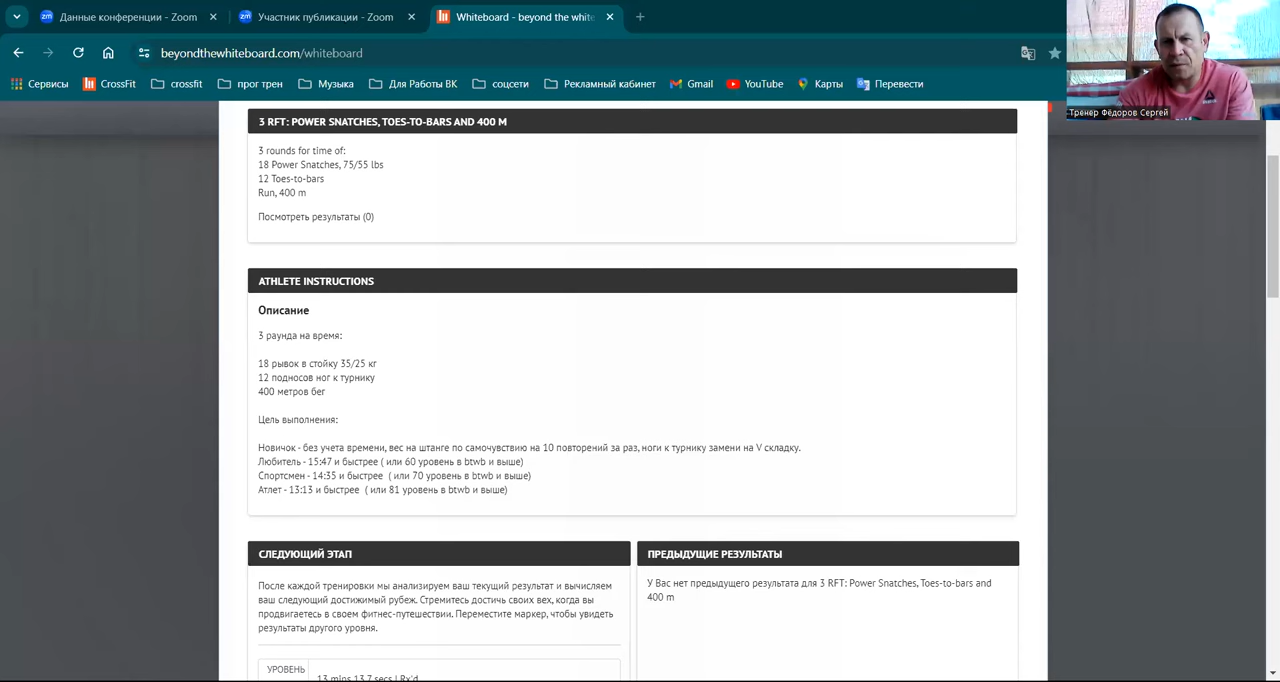 Данные конференции - Zoom
Участник публикации - Zoom
Whiteboard - beyond the white
beyondthewhiteboard.com/whiteboard
Сервисы
CrossFit
crossfit
прог трен
Музыка
Для Работы ВК
соцсети
Рекламный кабинет
Gmail
YouTube
Карты
Перевести
Тренер Фёдоров Сергей
3 RFT: POWER SNATCHES, TOES-TO-BARS AND 400 M
3 rounds for time of:
18 Power Snatches, 75/55 lbs
12 Toes-to-bars
Run, 400 m
Посмотреть результаты (0)
ATHLETE INSTRUCTIONS
Описание
3 раунда на время:
18 рывок в стойку 35/25 кг
12 подносов ног к турнику
400 метров бег
Цель выполнения:
Новичок - без учета времени, вес на штанге по самочувствию на 10 повторений за раз, ноги к турнику замени на V складку.
Любитель - 15:47 и быстрее ( или 60 уровень в btwb и выше)
Спортсмен - 14:35 и быстрее ( или 70 уровень в btwb и выше)
Атлет - 13:13 и быстрее ( или 81 уровень в btwb и выше)
СЛЕДУЮЩИЙ ЭТАП
После каждой тренировки мы анализируем ваш текущий результат и вычисляем
ваш следующий достижимый рубеж. Стремитесь достичь своих вех, когда вы
продвигаетесь в своем фитнес-путешествии. Переместите маркер, чтобы увидеть
результаты другого уровня.
УРОВЕНЬ
13 mins 13.7 secs | Rx'd
ПРЕДЫДУЩИЕ РЕЗУЛЬТАТЫ
У Вас нет предыдущего результата для 3 RFT: Power Snatches, Toes-to-bars and
400 m